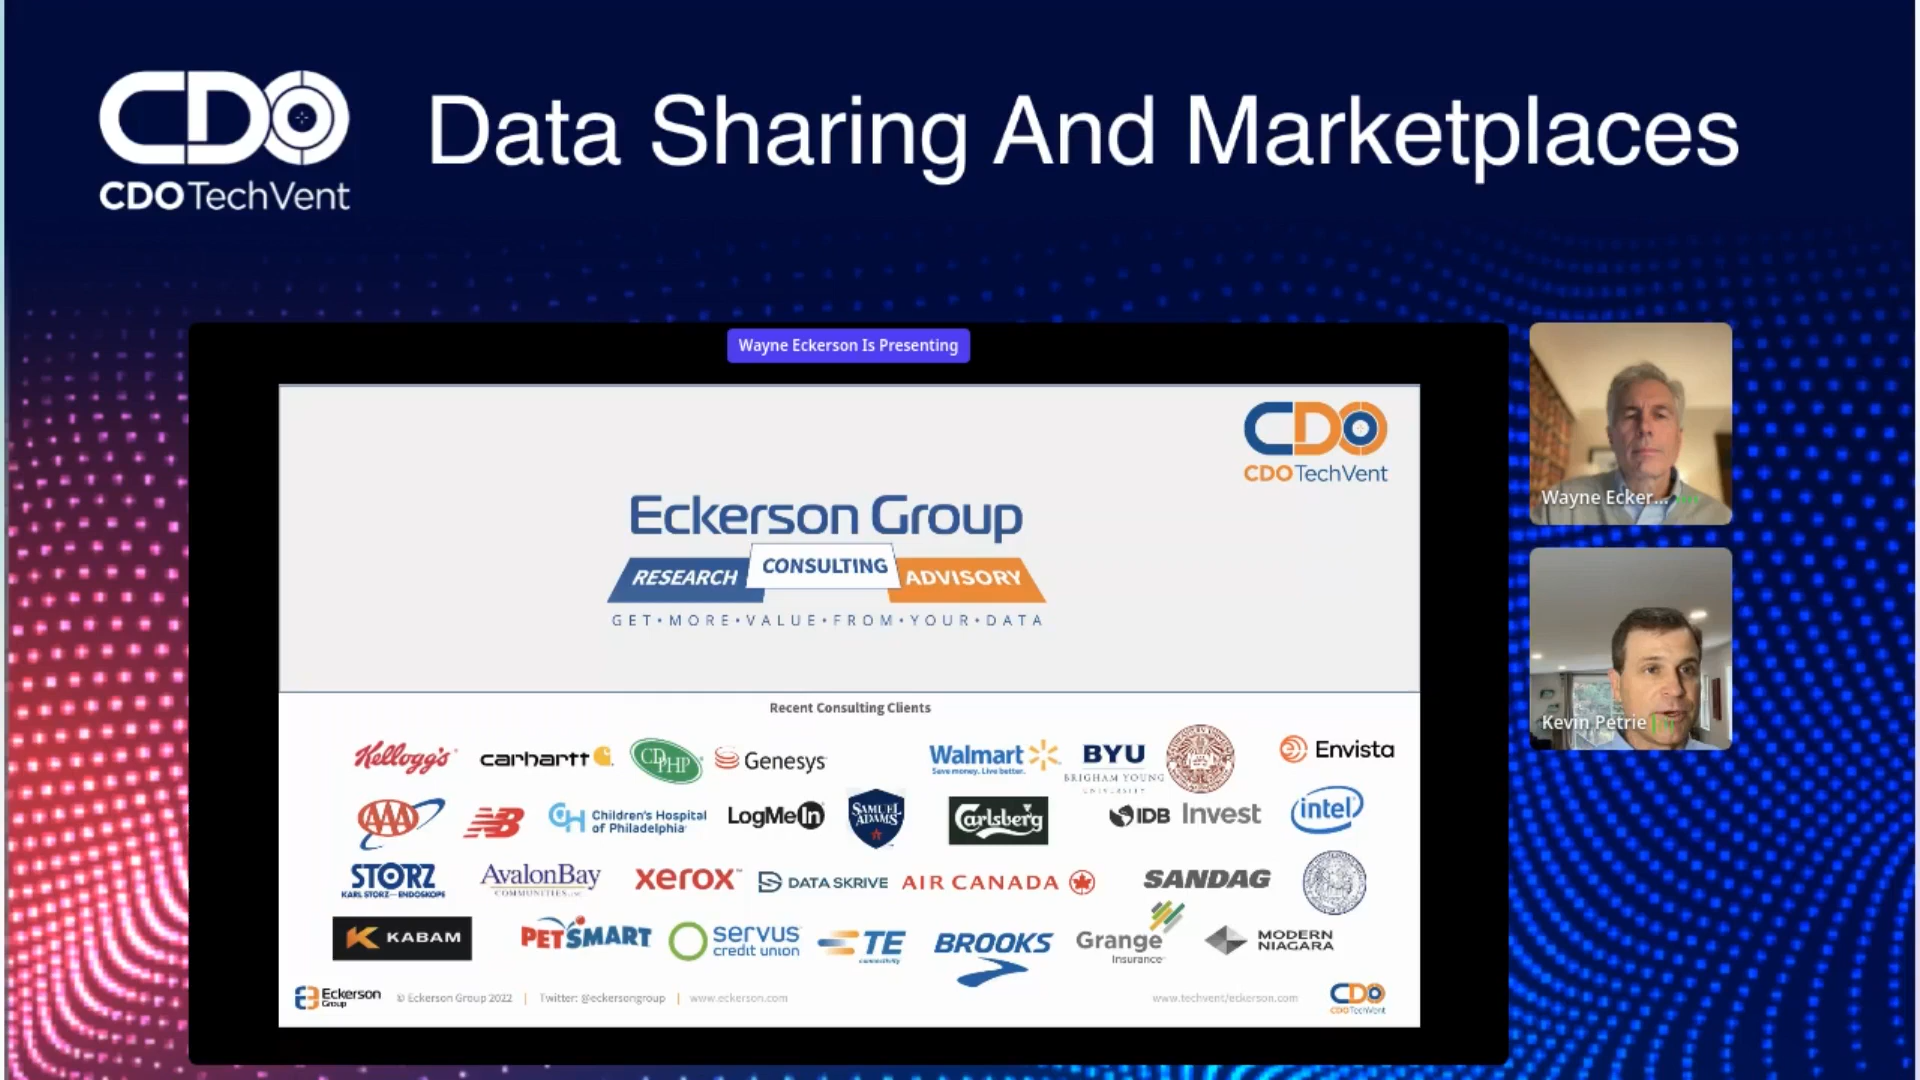 CDO
CDO TechVent
Data Sharing And Marketplaces
Wayne Eckerson Is Presenting
CDO
CDO TechVent
Eckerson Group
RESEARCH CONSULTING ADVISORY
GET•MORE•VALUE•FROM•YOUR•DATA
Recent Consulting Clients
Kellogg's carhartt CDPHP Genesys Walmart BYU Envista
Save money. Live better. BRIGHAM YOUNG
UNIVERSITY
AAA NB CH Children's Hospital of Philadelphia LogMeIn SAMUEL ADAMS Carlsberg IDB Invest intel
STORZ AvalonBay xerox DATA SKRIVE AIR CANADA SANDAG
KARL STORZ—ENDOSKOPE COMMUNITIES, INC.
KABAM PETSMART servus credit union TE connectivity BROOKS Grange Insurance MODERN NIAGARA
Eckerson Group © Eckerson Group 2022 | Twitter: @eckersongroup | www.eckerson.com www.techvent/eckerson.com CDO
CDO TechVent
Wayne Ecker...
Kevin Petrie